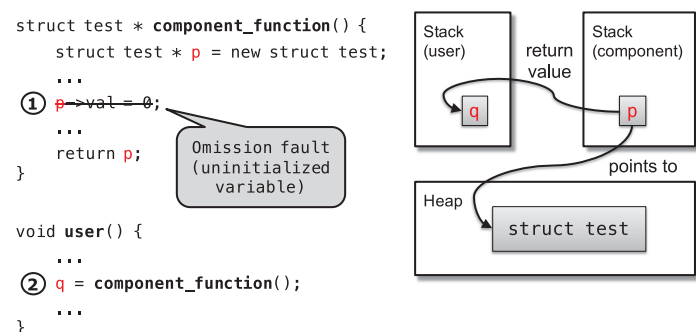 struct test * component_function() {
struct test * p = new struct test;
...
1 p->val = 0;
...
return p;
}
Omission fault
(uninitialized
variable)
void user() {
...
2 q = component_function();
...
}
Stack
(user)
return
value
Stack
(component)
q
p
points to
Heap
struct test